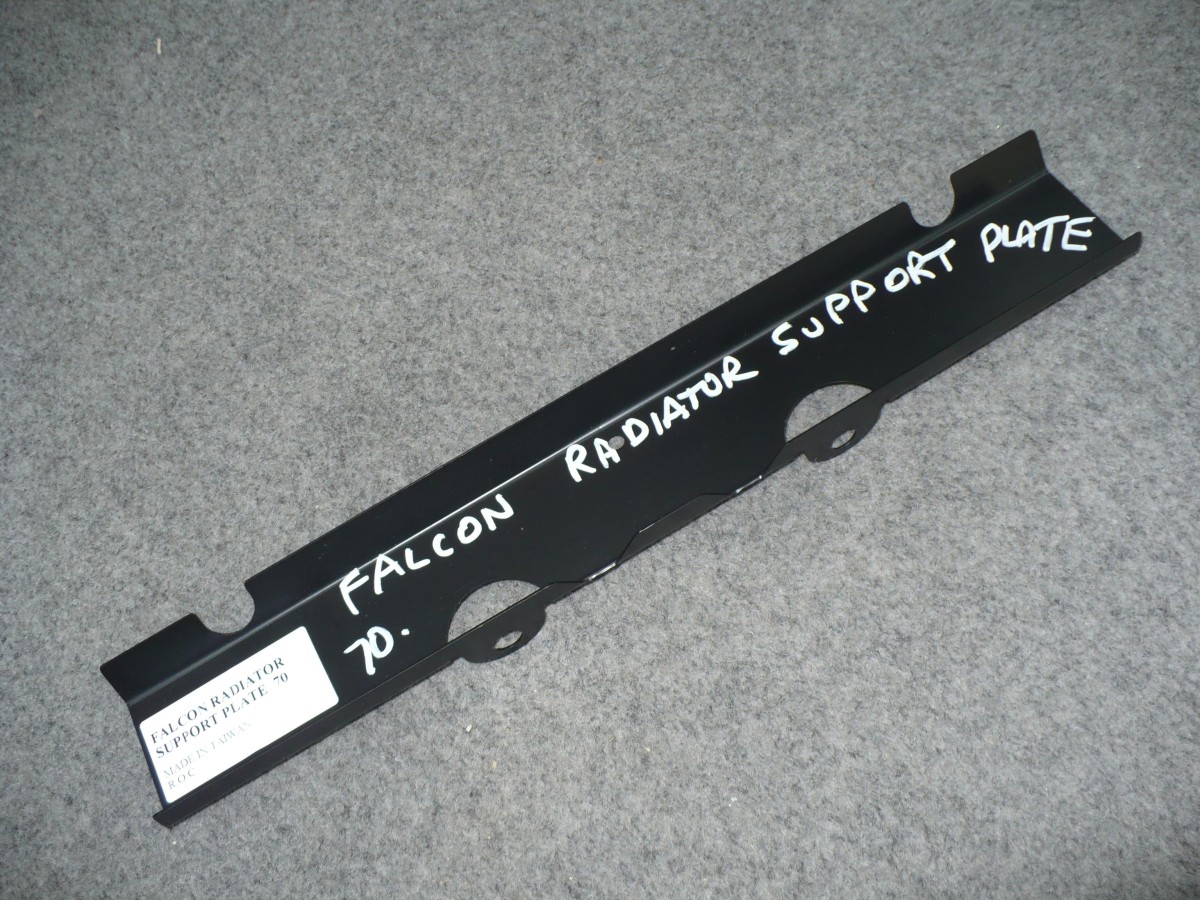 FALCON RADIATOR SUPPORT PLATE
70.
FALCON RADIATOR
SUPPORT PLATE 70
MADE IN TAIWAN
R O C